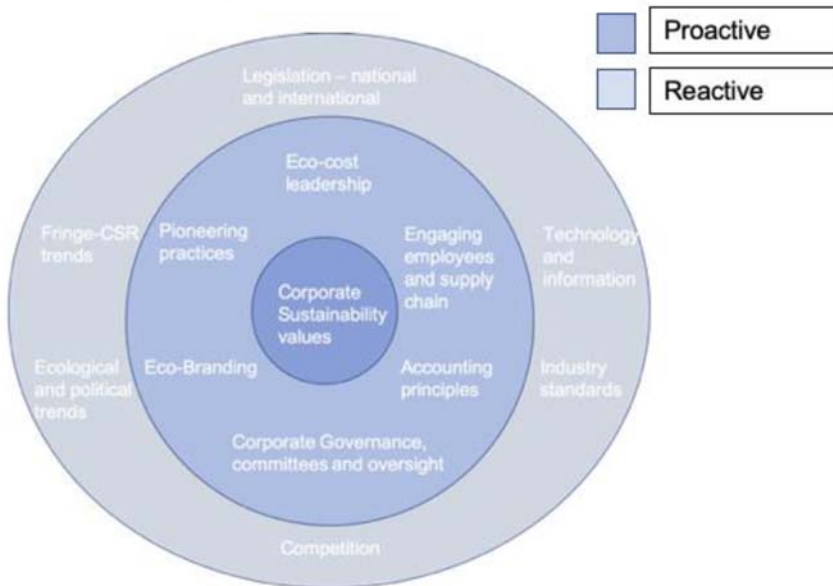 Proactive
Reactive
Legislation – national
and international
Eco-cost
leadership
Fringe-CSR
trends
Pioneering
practices
Engaging
employees
and supply
chain
Technology
and
information
Corporate
Sustainability
values
Ecological
and political
trends
Eco-Branding
Accounting
principles
Industry
standards
Corporate Governance,
committees and oversight
Competition